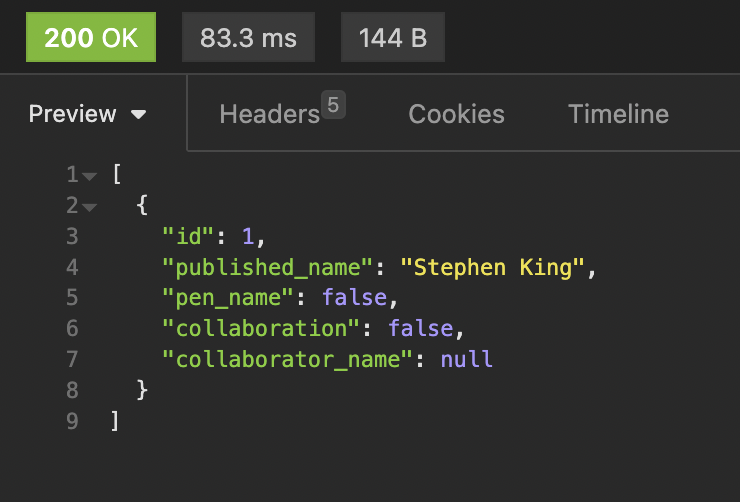 200 OK 83.3 ms 144 B
Preview Headers 5 Cookies Timeline
1 [
2 {
3 "id": 1,
4 "published_name": "Stephen King",
5 "pen_name": false,
6 "collaboration": false,
7 "collaborator_name": null
8 }
9 ]